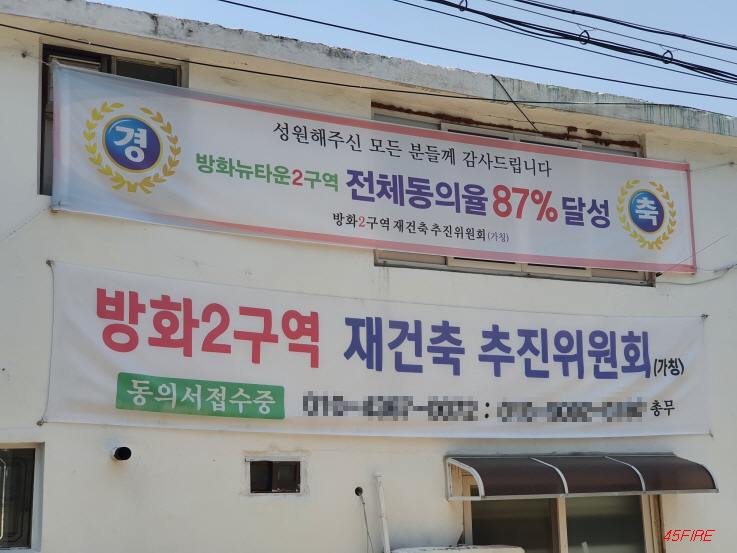 경
성원해주신 모든 분들께 감사드립니다
방화뉴타운2구역 전체동의율 87% 달성
방화2구역 재건축 추진위원회(가칭)
축
방화2구역 재건축 추진위원회(가칭)
동의서접수중 : 총무
45FIRE